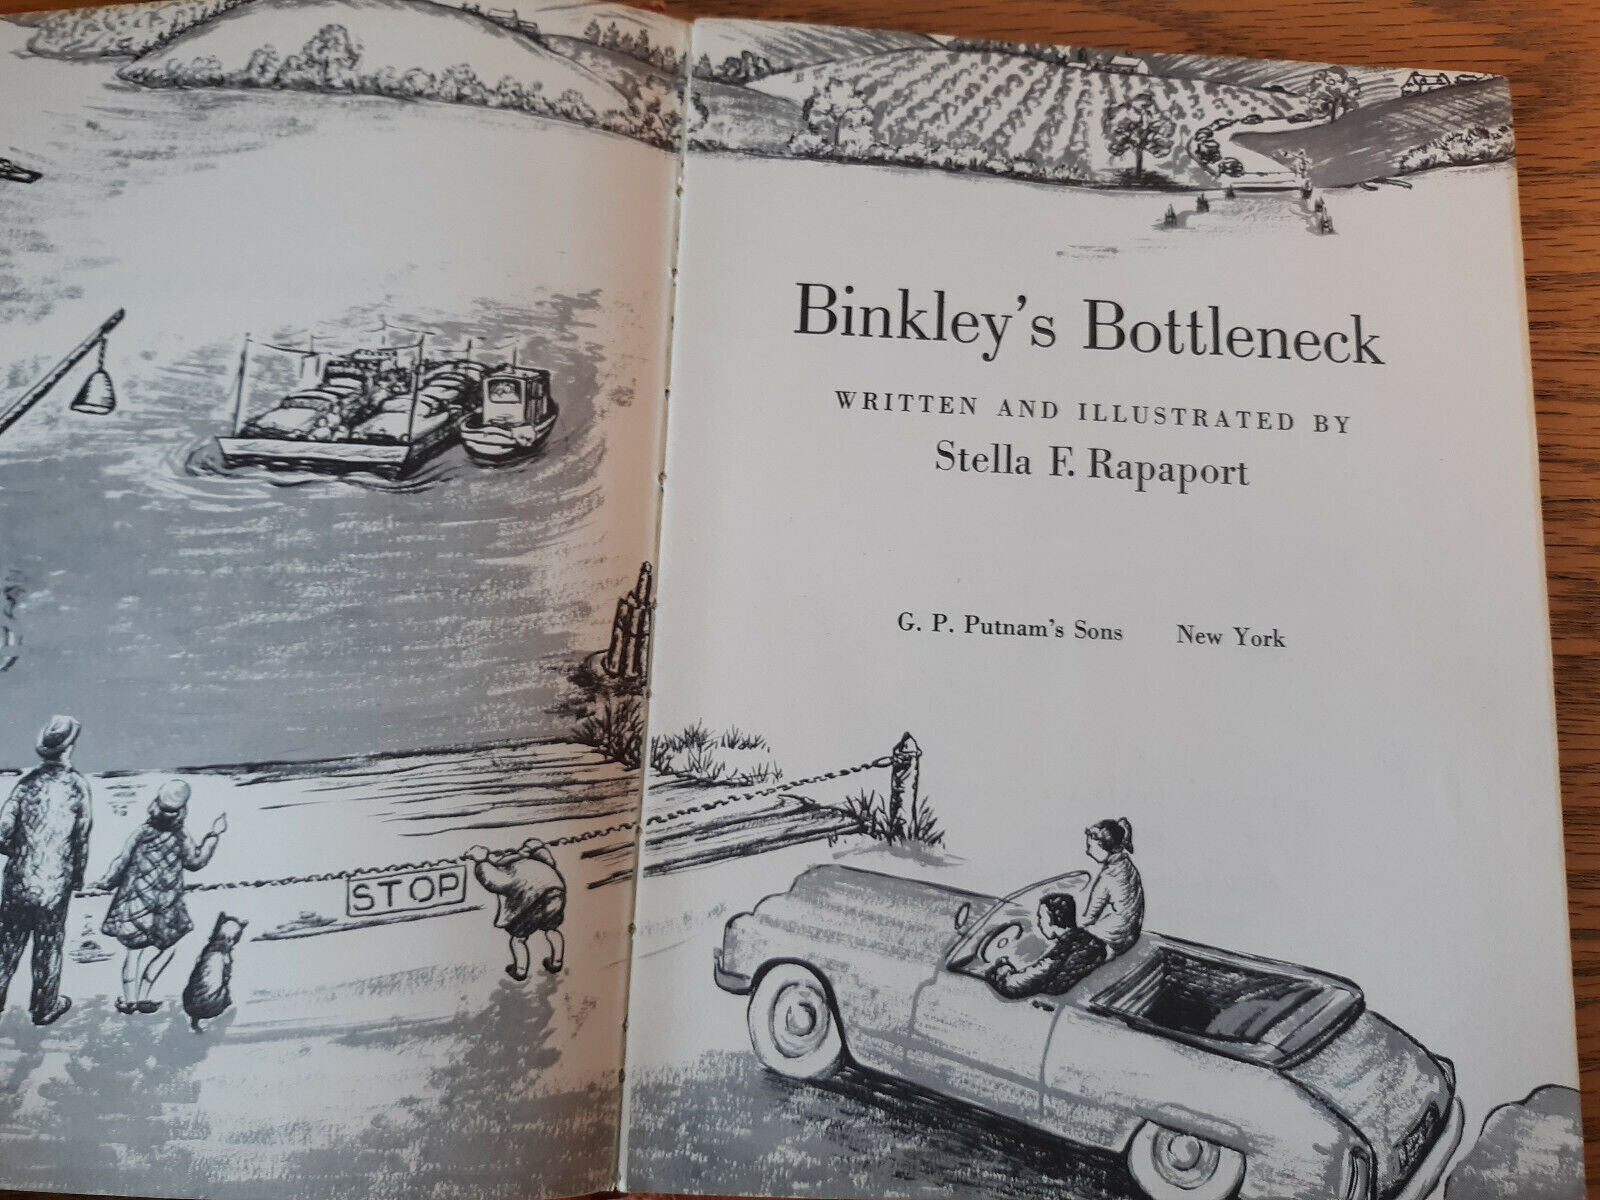 Binkley's Bottleneck
WRITTEN AND ILLUSTRATED BY
Stella F. Rapaport
G. P. Putnam's Sons New York
STOP